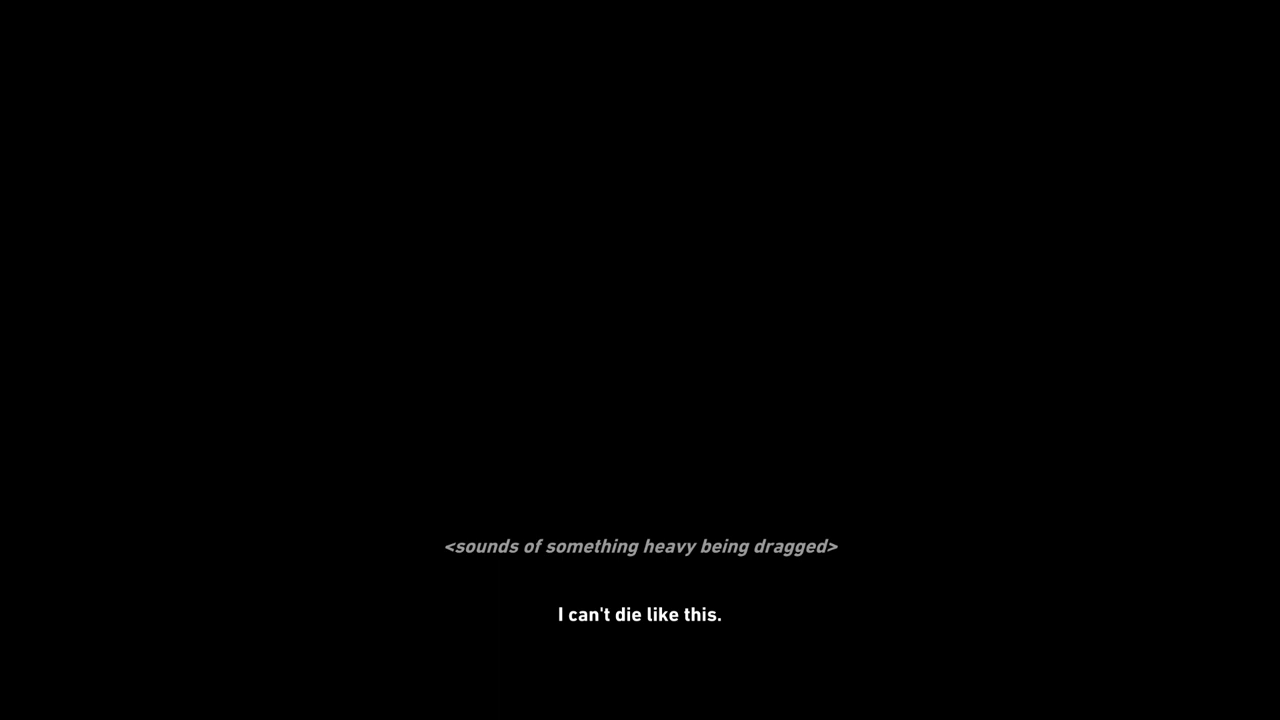 <sounds of something heavy being dragged>
I can't die like this.